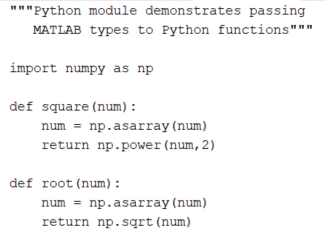 """Python module demonstrates passing
   MATLAB types to Python functions"""

import numpy as np

def square(num):
    num = np.asarray(num)
    return np.power(num,2)

def root(num):
    num = np.asarray(num)
    return np.sqrt(num)